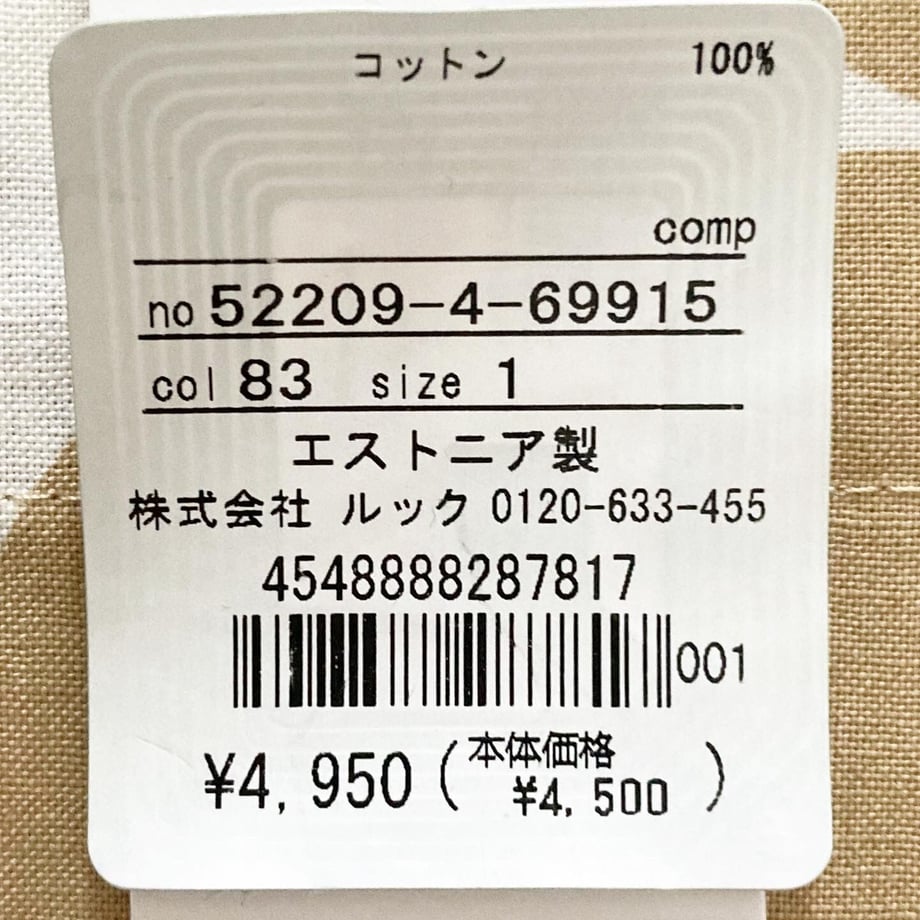 コットン 100%
comp
no 52209-4-69915
col 83 size 1
エストニア製
株式会社 ルック 0120-633-455
4548888287817
001
¥4,950 (本体価格
¥4,500 )